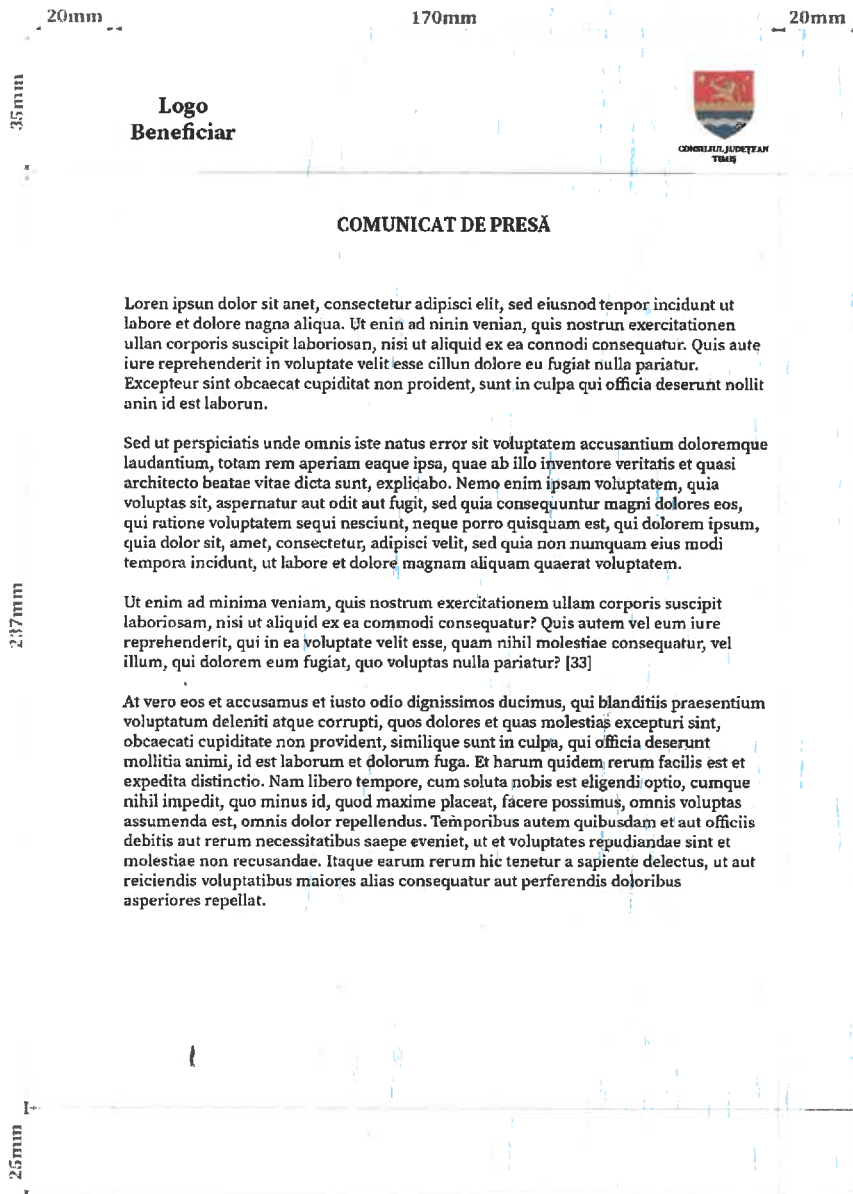 20mm 170mm 20mm
35mm
Logo
Beneficiar
CONSILIUL JUDEȚEAN
TIMIȘ
COMUNICAT DE PRESĂ
Loren ipsun dolor sit anet, consectetur adipisci elit, sed eiusnod tenpor incidunt ut
labore et dolore nagna aliqua. Ut enin ad ninin venian, quis nostrun exercitationen
ullan corporis suscipit laboriosan, nisi ut aliquid ex ea connodi consequatur. Quis aute
iure reprehenderit in voluptate velit esse cillun dolore eu fugiat nulla pariatur.
Excepteur sint obcaecat cupiditat non proident, sunt in culpa qui officia deserunt nollit
anin id est laborun.
Sed ut perspiciatis unde omnis iste natus error sit voluptatem accusantium doloremque
laudantium, totam rem aperiam eaque ipsa, quae ab illo inventore veritatis et quasi
architecto beatae vitae dicta sunt, explicabo. Nemo enim ipsam voluptatem, quia
voluptas sit, aspernatur aut odit aut fugit, sed quia consequuntur magni dolores eos,
qui ratione voluptatem sequi nesciunt, neque porro quisquam est, qui dolorem ipsum,
quia dolor sit, amet, consectetur, adipisci velit, sed quia non numquam eius modi
tempora incidunt, ut labore et dolore magnam aliquam quaerat voluptatem.
237mm
Ut enim ad minima veniam, quis nostrum exercitationem ullam corporis suscipit
laboriosam, nisi ut aliquid ex ea commodi consequatur? Quis autem vel eum iure
reprehenderit, qui in ea voluptate velit esse, quam nihil molestiae consequatur, vel
illum, qui dolorem eum fugiat, quo voluptas nulla pariatur? [33]
At vero eos et accusamus et iusto odio dignissimos ducimus, qui blanditiis praesentium
voluptatum deleniti atque corrupti, quos dolores et quas molestias excepturi sint,
obcaecati cupiditate non provident, similique sunt in culpa, qui officia deserunt
mollitia animi, id est laborum et dolorum fuga. Et harum quidem rerum facilis est et
expedita distinctio. Nam libero tempore, cum soluta nobis est eligendi optio, cumque
nihil impedit, quo minus id, quod maxime placeat, facere possimus, omnis voluptas
assumenda est, omnis dolor repellendus. Temporibus autem quibusdam et aut officiis
debitis aut rerum necessitatibus saepe eveniet, ut et voluptates repudiandae sint et
molestiae non recusandae. Itaque earum rerum hic tenetur a sapiente delectus, ut aut
reiciendis voluptatibus maiores alias consequatur aut perferendis doloribus
asperiores repellat.
25mm